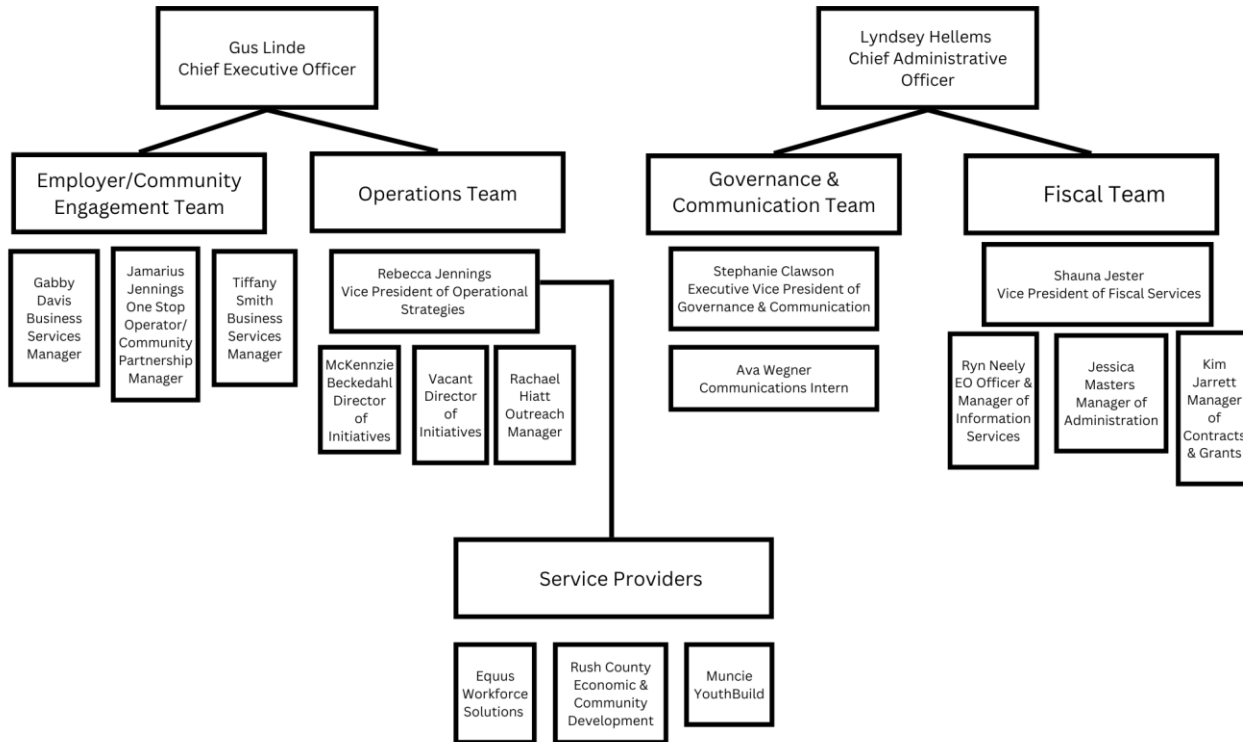 Gus Linde
Chief Executive Officer
Lyndsey Hellems
Chief Administrative
Officer
Employer/Community
Engagement Team
Operations Team
Governance &
Communication Team
Fiscal Team
Gabby
Davis
Business
Services
Manager
Jamarius
Jennings
One Stop
Operator/
Community
Partnership
Manager
Tiffany
Smith
Business
Services
Manager
Rebecca Jennings
Vice President of Operational
Strategies
McKennzie
Beckedahl
Director
of
Initiatives
Vacant
Director
of
Initiatives
Rachael
Hiatt
Outreach
Manager
Stephanie Clawson
Executive Vice President of
Governance & Communication
Ava Wegner
Communications Intern
Shauna Jester
Vice President of Fiscal Services
Ryn Neely
EO Officer &
Manager of
Information
Services
Jessica
Masters
Manager of
Administration
Kim
Jarrett
Manager
of
Contracts
& Grants
Service Providers
Equus
Workforce
Solutions
Rush County
Economic &
Community
Development
Muncie
YouthBuild